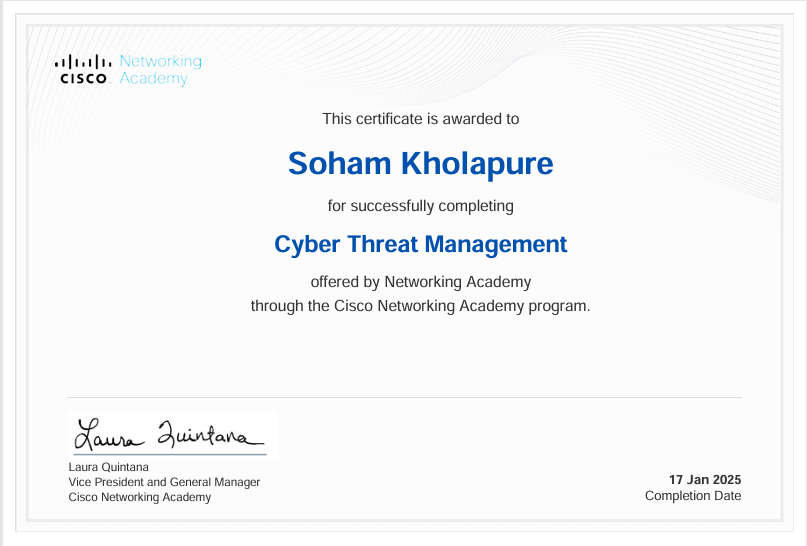 Networking
CISCO Academy
This certificate is awarded to
Soham Kholapure
for successfully completing
Cyber Threat Management
offered by Networking Academy
through the Cisco Networking Academy program.
Laura Quintana
Laura Quintana
Vice President and General Manager
Cisco Networking Academy
17 Jan 2025
Completion Date